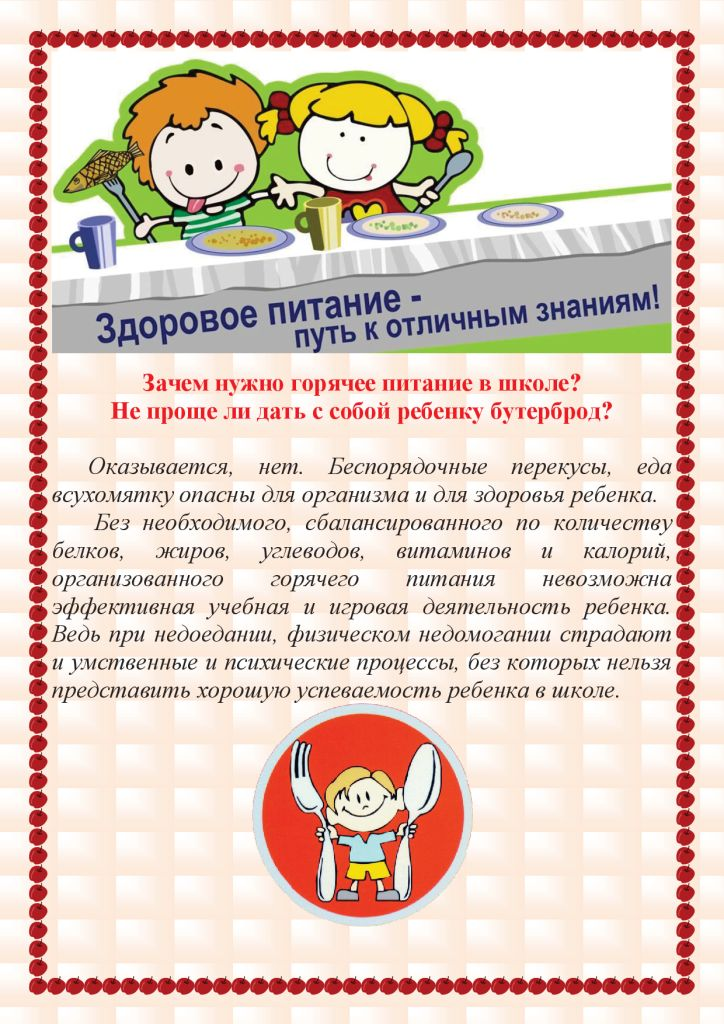 Здоровое питание -
путь к отличным знаниям!
Зачем нужно горячее питание в школе?
Не проще ли дать с собой ребенку бутерброд?
Оказывается, нет. Беспорядочные перекусы, еда
всухомятку опасны для организма и для здоровья ребенка.
Без необходимого, сбалансированного по количеству
белков, жиров, углеводов, витаминов и калорий,
организованного горячего питания невозможна
эффективная учебная и игровая деятельность ребенка.
Ведь при недоедании, физическом недомогании страдают
и умственные и психические процессы, без которых нельзя
представить хорошую успеваемость ребенка в школе.